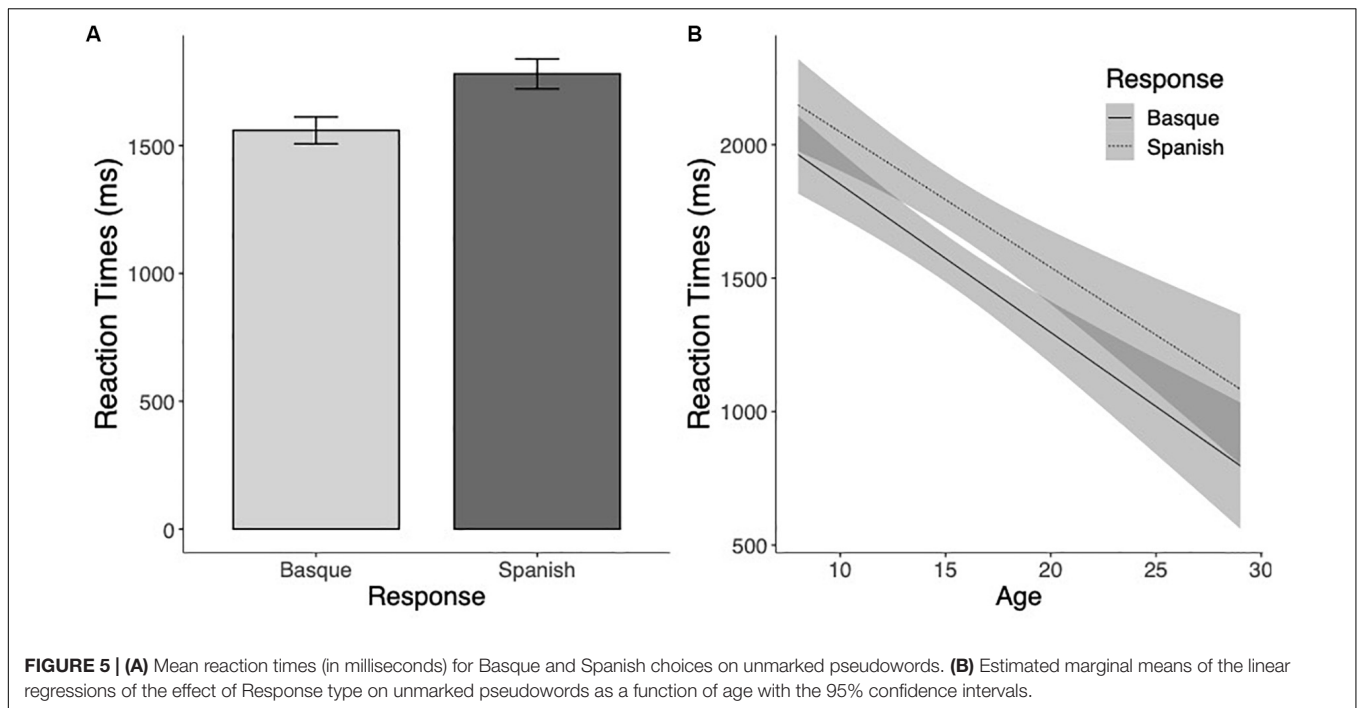 A
Reaction Times (ms)
1500
1000
500
0
Basque
Spanish
Response
B
Reaction Times (ms)
2000
1500
1000
500
10
15
20
25
30
Age
Response
Basque
Spanish
FIGURE 5 | (A) Mean reaction times (in milliseconds) for Basque and Spanish choices on unmarked pseudowords. (B) Estimated marginal means of the linear
regressions of the effect of Response type on unmarked pseudowords as a function of age with the 95% confidence intervals.